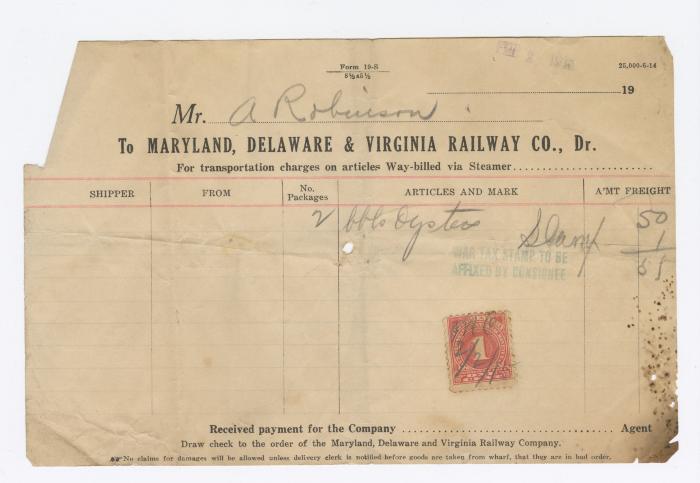 Form 19-S
8½x5½
25,000-6-14
19
Mr. A Robinson
To MARYLAND, DELAWARE & VIRGINIA RAILWAY CO., Dr.
For transportation charges on articles Way-billed via Steamer
SHIPPER FROM No. Packages ARTICLES AND MARK A'MT FREIGHT
2 bbls Oysters 50
Stamp 1
51
WAR TAX STAMP TO BE
AFFIXED BY CONSIGNEE
1
Received payment for the Company Agent
Draw check to the order of the Maryland, Delaware and Virginia Railway Company.
No claims for damages will be allowed unless delivery clerk is notified before goods are taken from wharf, that they are in bad order.